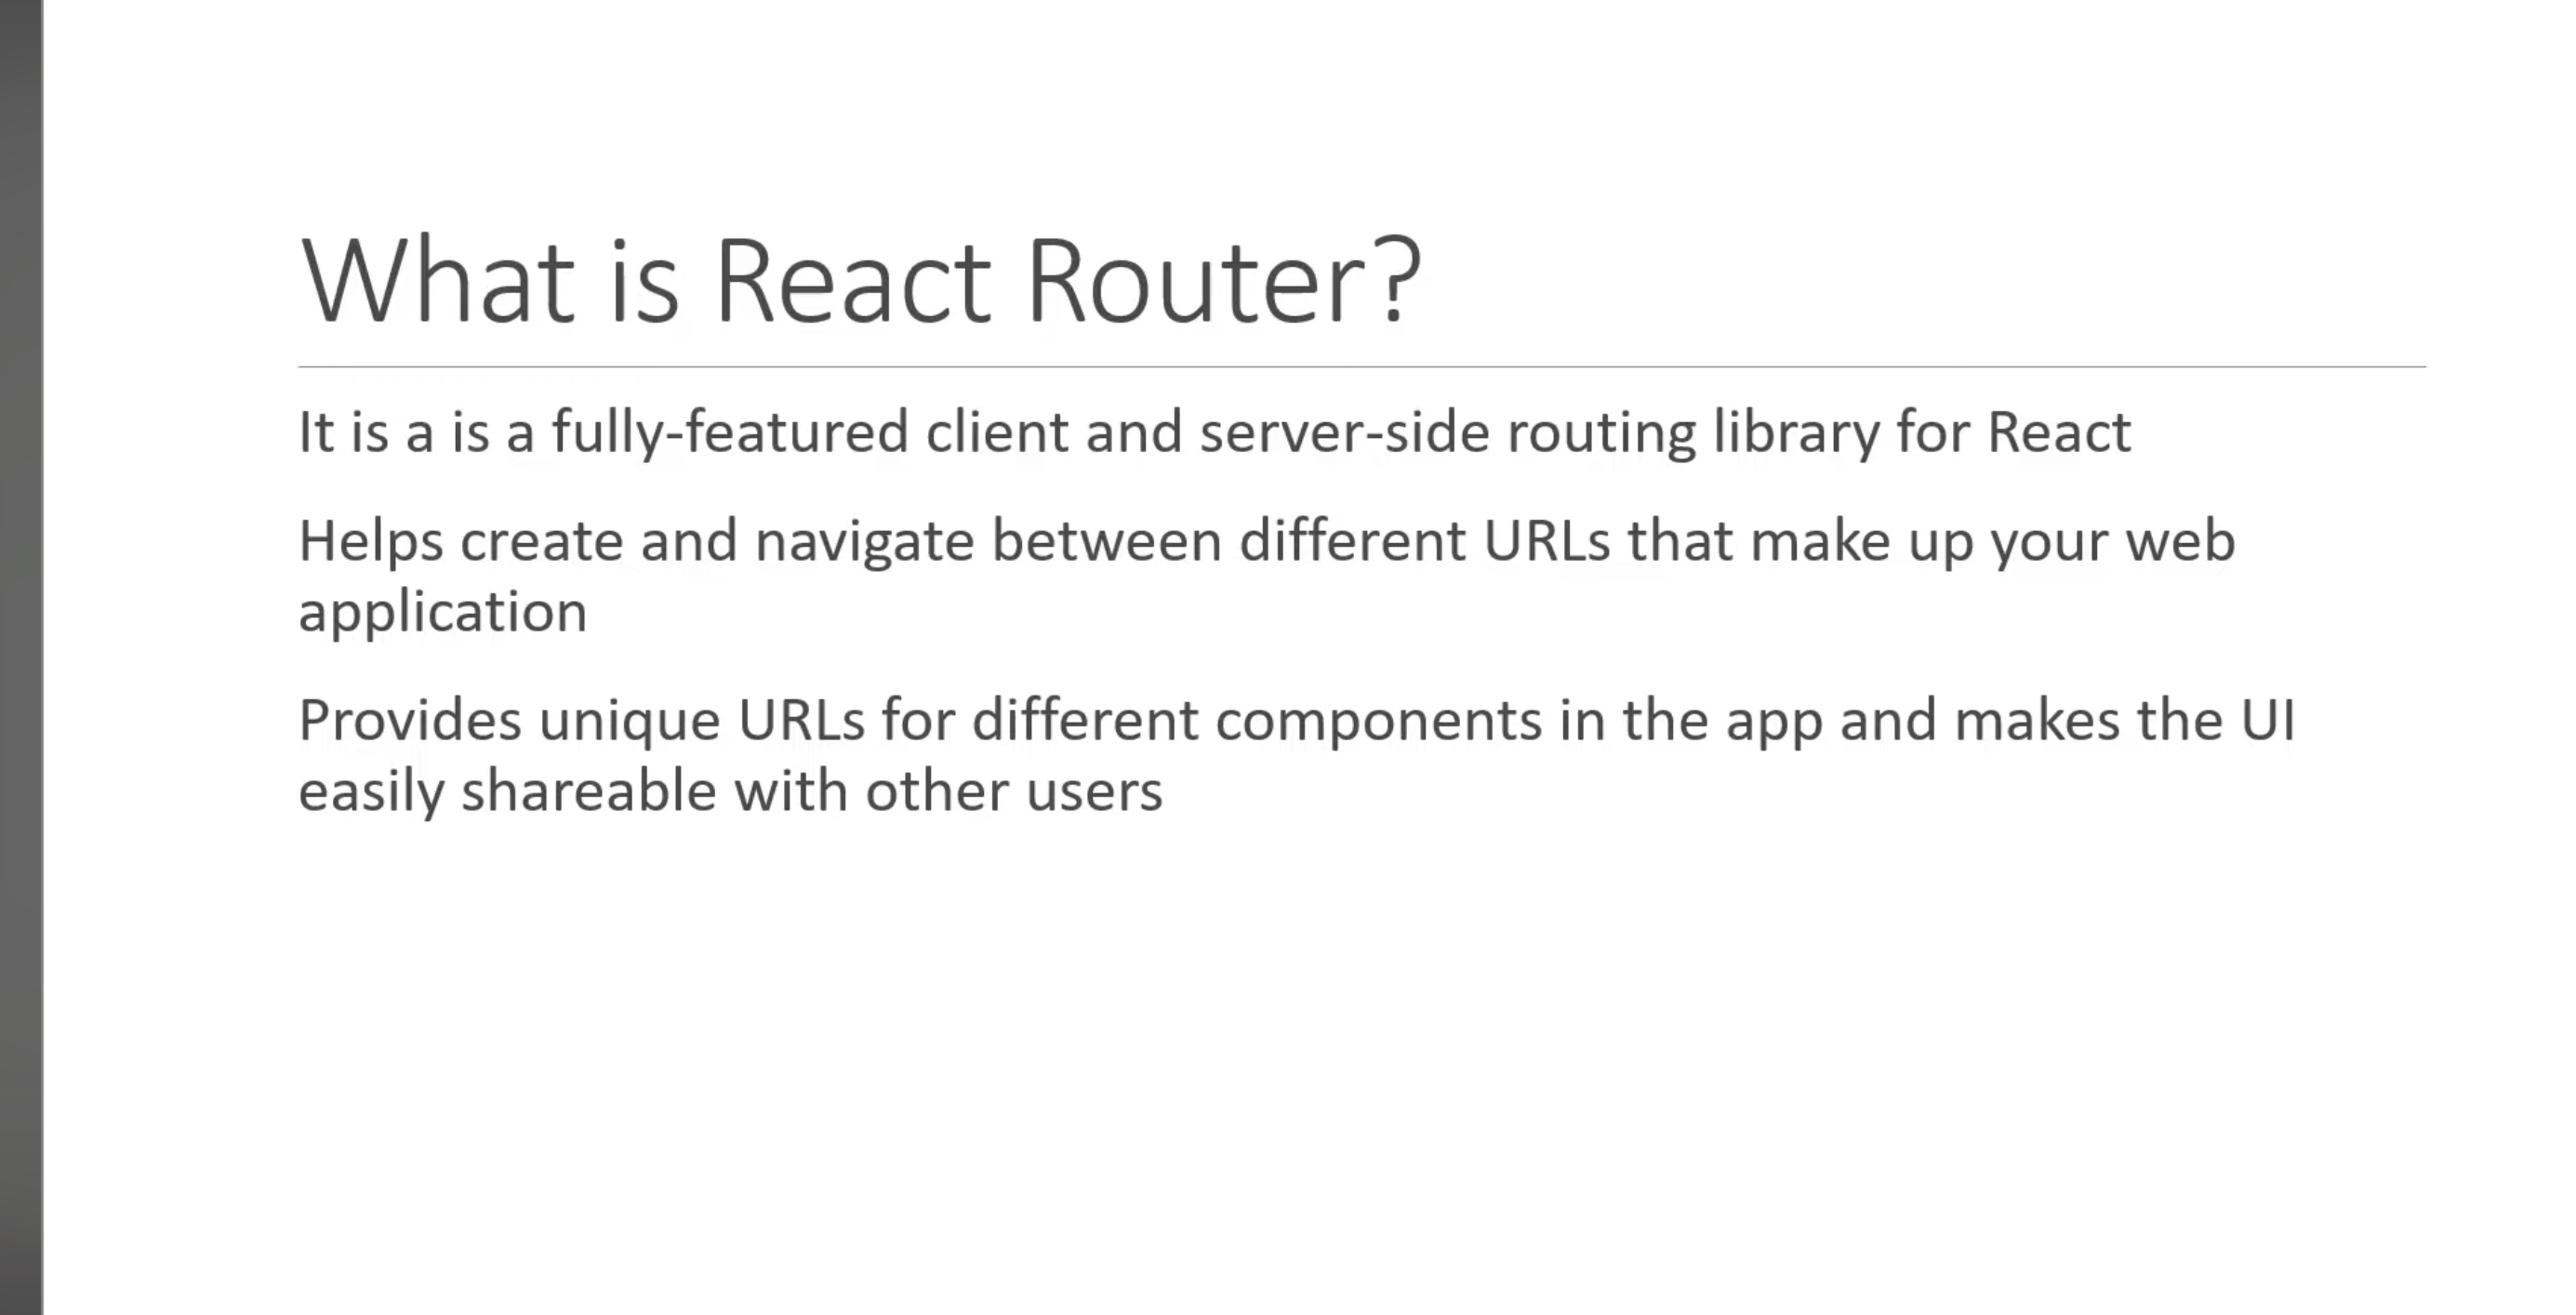 What is React Router?
It is a is a fully-featured client and server-side routing library for React
Helps create and navigate between different URLs that make up your web
application
Provides unique URLs for different components in the app and makes the UI
easily shareable with other users